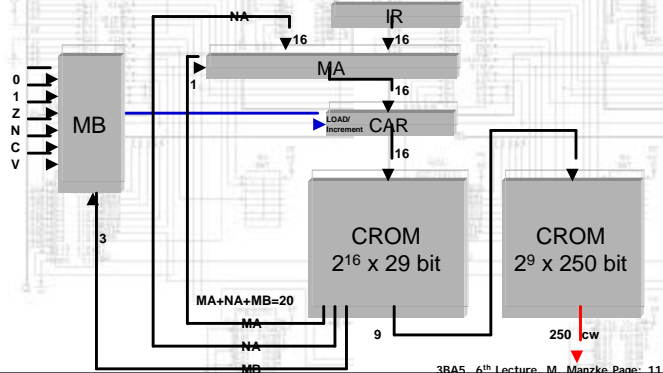 NA
IR
16
16
MA
1
16
LOAD/
Increment
CAR
0
1
Z
N
C
V
MB
16
3
CROM
2¹⁶ x 29 bit
CROM
2⁹ x 250 bit
MA+NA+MB=20
MA
9
250 cw
NA
MB
3BA5, 6th Lecture, M. Manzke, Page: 11